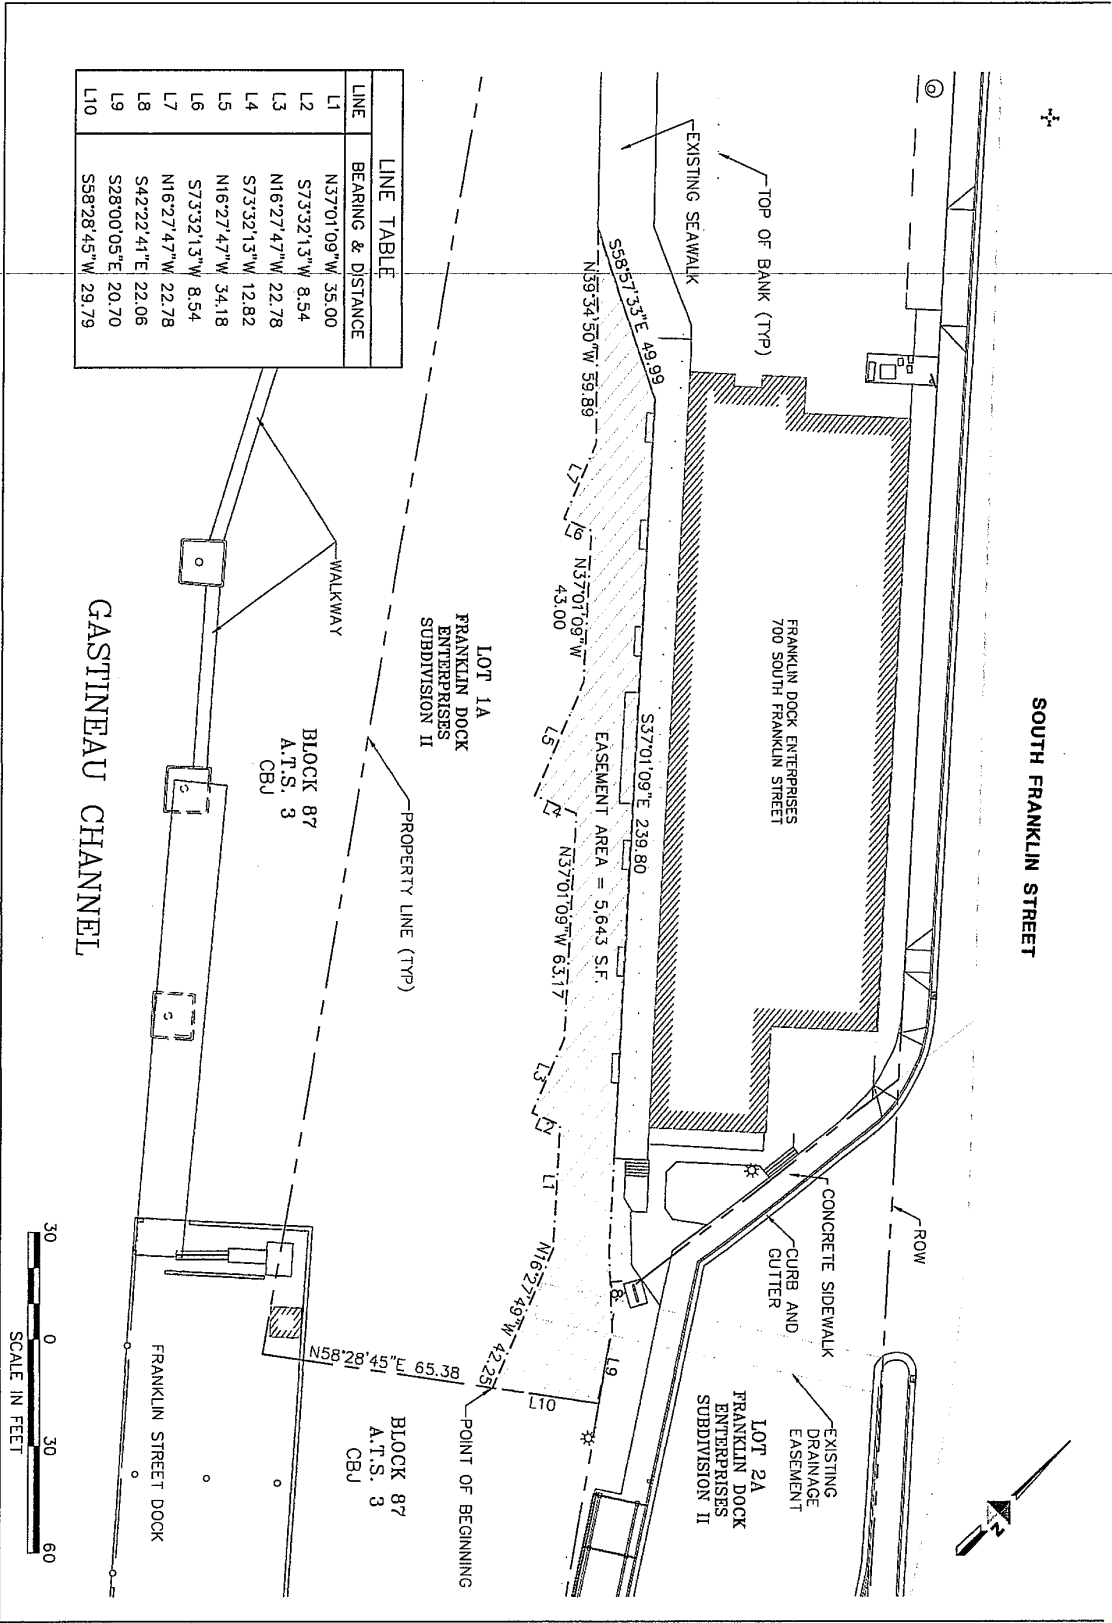 SOUTH FRANKLIN STREET
TOP OF BANK (TYP)
EXISTING SEAWALK
S58°57'33"E 49.99
N39°34'50"W 59.89
L7
L6
N37°01'09"W
43.00
L5
L4
N37°01'09"W 63.17
L3
L2
L1
N16°27'49"W 42.25
S37°01'09"E 239.80
EASEMENT AREA = 5,643 S.F.
FRANKLIN DOCK ENTERPRISES
700 SOUTH FRANKLIN STREET
ROW
CONCRETE SIDEWALK
CURB AND
GUTTER
L8
L9
L10
EXISTING
DRAINAGE
EASEMENT
LOT 2A
FRANKLIN DOCK
ENTERPRISES
SUBDIVISION II
N
LOT 1A
FRANKLIN DOCK
ENTERPRISES
SUBDIVISION II
PROPERTY LINE (TYP)
WALKWAY
BLOCK 87
A.T.S. 3
CBJ
N58°28'45"E 65.38
POINT OF BEGINNING
BLOCK 87
A.T.S. 3
CBJ
FRANKLIN STREET DOCK
S
S
GASTINEAU CHANNEL
LINE TABLE
LINE BEARING & DISTANCE
L1 N37°01'09"W 35.00
L2 S73°32'13"W 8.54
L3 N16°27'47"W 22.78
L4 S73°32'13"W 12.82
L5 N16°27'47"W 34.18
L6 S73°32'13"W 8.54
L7 N16°27'47"W 22.78
L8 S42°22'41"E 22.06
L9 S28°00'05"E 20.70
L10 S58°28'45"W 29.79
30 0 30 60
SCALE IN FEET